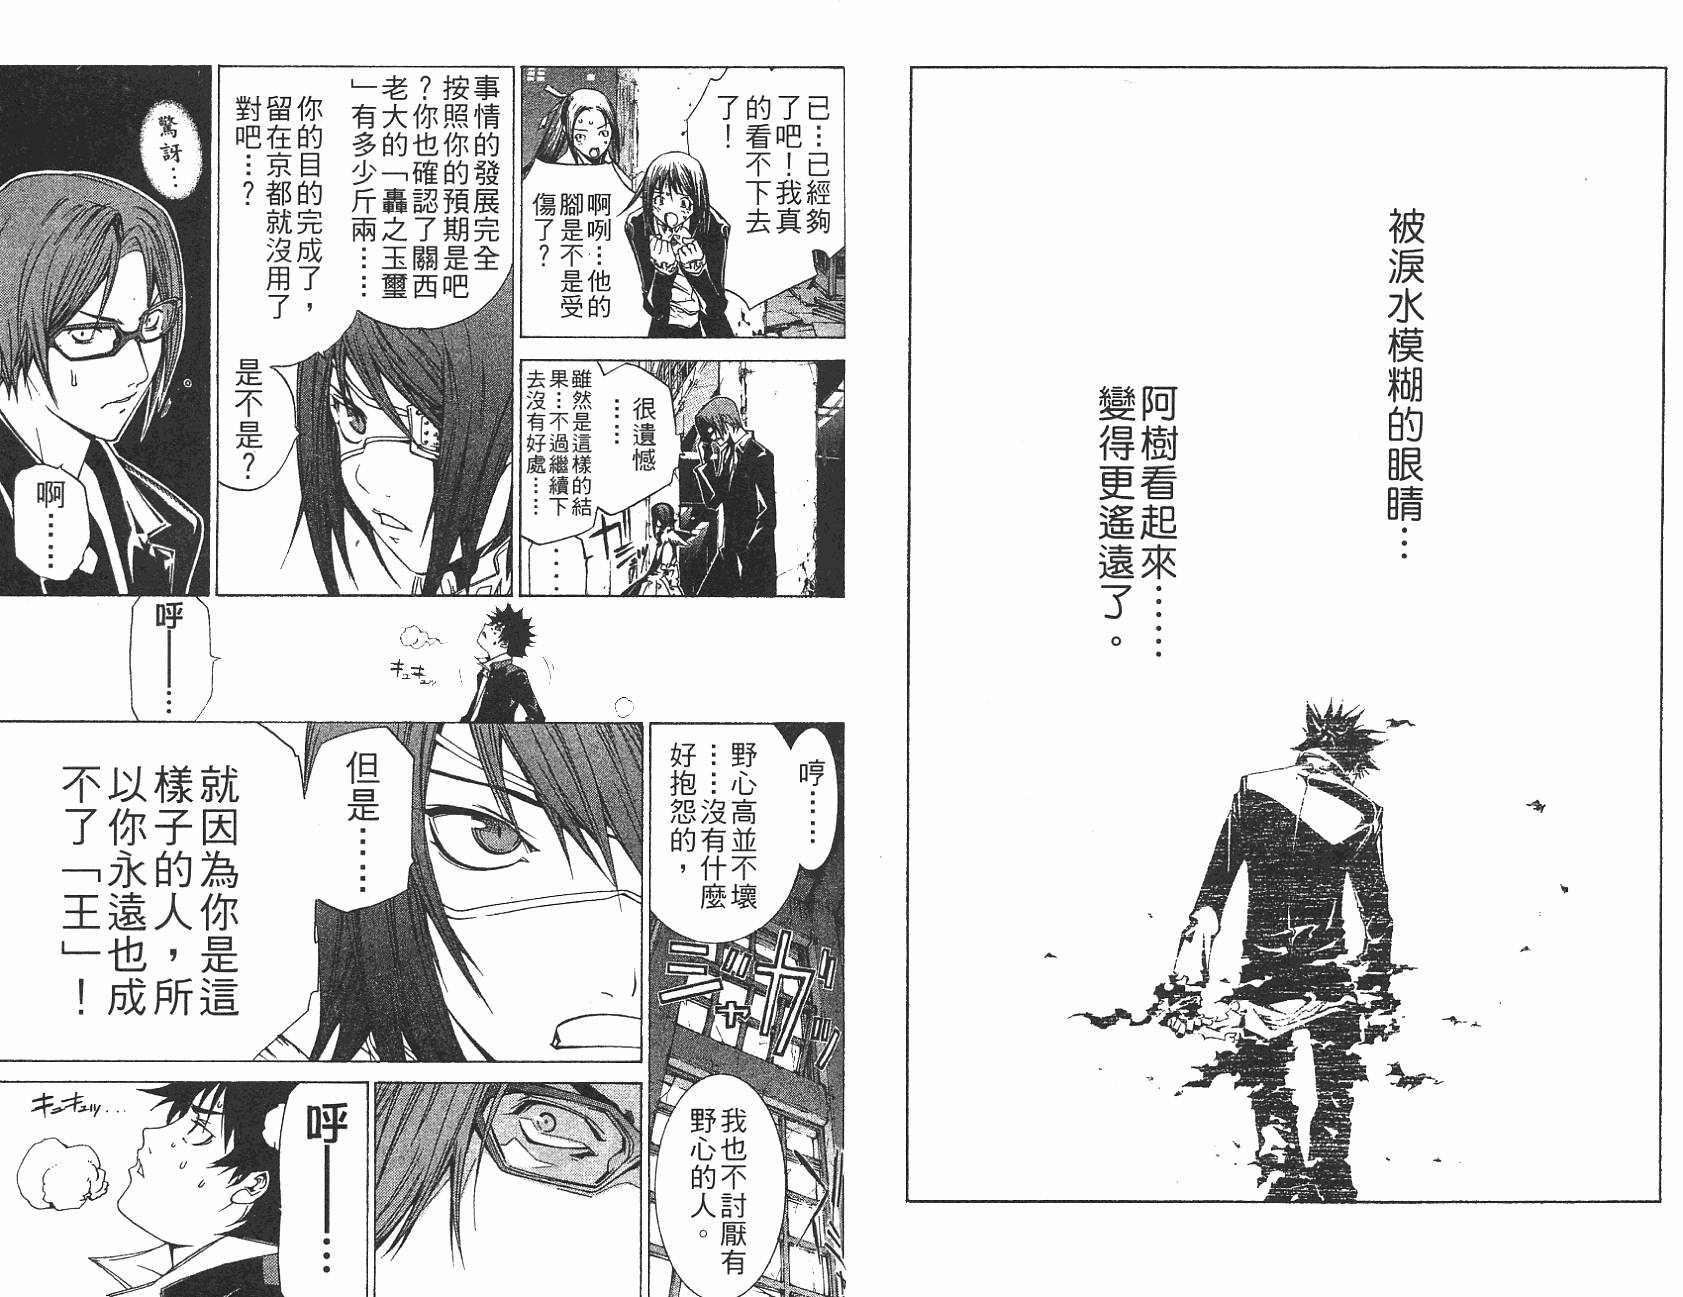 被淚水模糊的眼睛…
阿樹看起來……
變得更遙遠了。
已…已經夠
了吧！我真
的看不下去
了！
啊咧…他的
腳是不是受
傷了？
很遺憾
……
雖然是這樣的結
果…不過繼續下
去沒有好處……
……
事情的發展完全
按照你的預期是吧
？你也確認了關西
老大的「轟之玉璽
」有多少斤兩……
你的目的完成了，
留在京都就沒用了
對吧…？
是不是？
驚訝…
啊……
キュキュッ
呼——…
哼……
野心高並不壞
……沒有什麼
好抱怨的，
ガシャン
我也不討厭有
野心的人。
但是……
就因為你是這
樣子的人，所
以你永遠也成
不了「王」！
呼——…
キュキュッ...